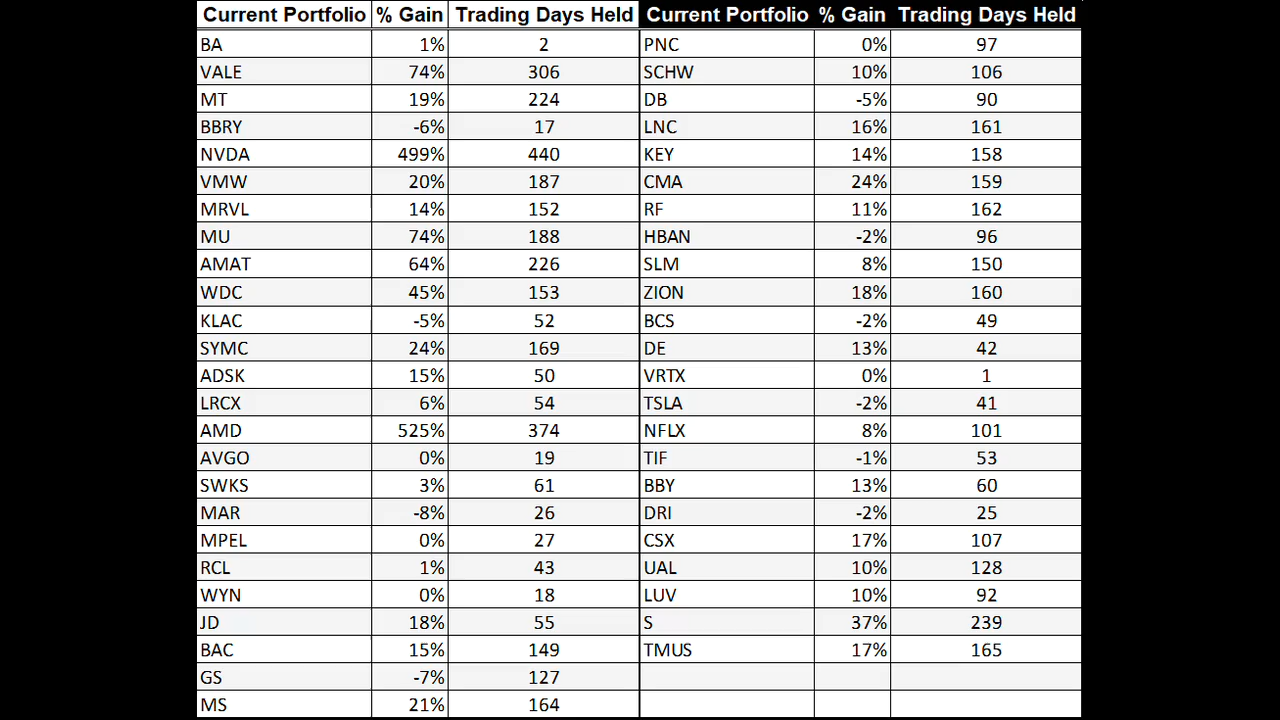 Current Portfolio % Gain Trading Days Held Current Portfolio % Gain Trading Days Held
BA 1% 2 PNC 0% 97
VALE 74% 306 SCHW 10% 106
MT 19% 224 DB -5% 90
BBRY -6% 17 LNC 16% 161
NVDA 499% 440 KEY 14% 158
VMW 20% 187 CMA 24% 159
MRVL 14% 152 RF 11% 162
MU 74% 188 HBAN -2% 96
AMAT 64% 226 SLM 8% 150
WDC 45% 153 ZION 18% 160
KLAC -5% 52 BCS -2% 49
SYMC 24% 169 DE 13% 42
ADSK 15% 50 VRTX 0% 1
LRCX 6% 54 TSLA -2% 41
AMD 525% 374 NFLX 8% 101
AVGO 0% 19 TIF -1% 53
SWKS 3% 61 BBY 13% 60
MAR -8% 26 DRI -2% 25
MPEL 0% 27 CSX 17% 107
RCL 1% 43 UAL 10% 128
WYN 0% 18 LUV 10% 92
JD 18% 55 S 37% 239
BAC 15% 149 TMUS 17% 165
GS -7% 127
MS 21% 164